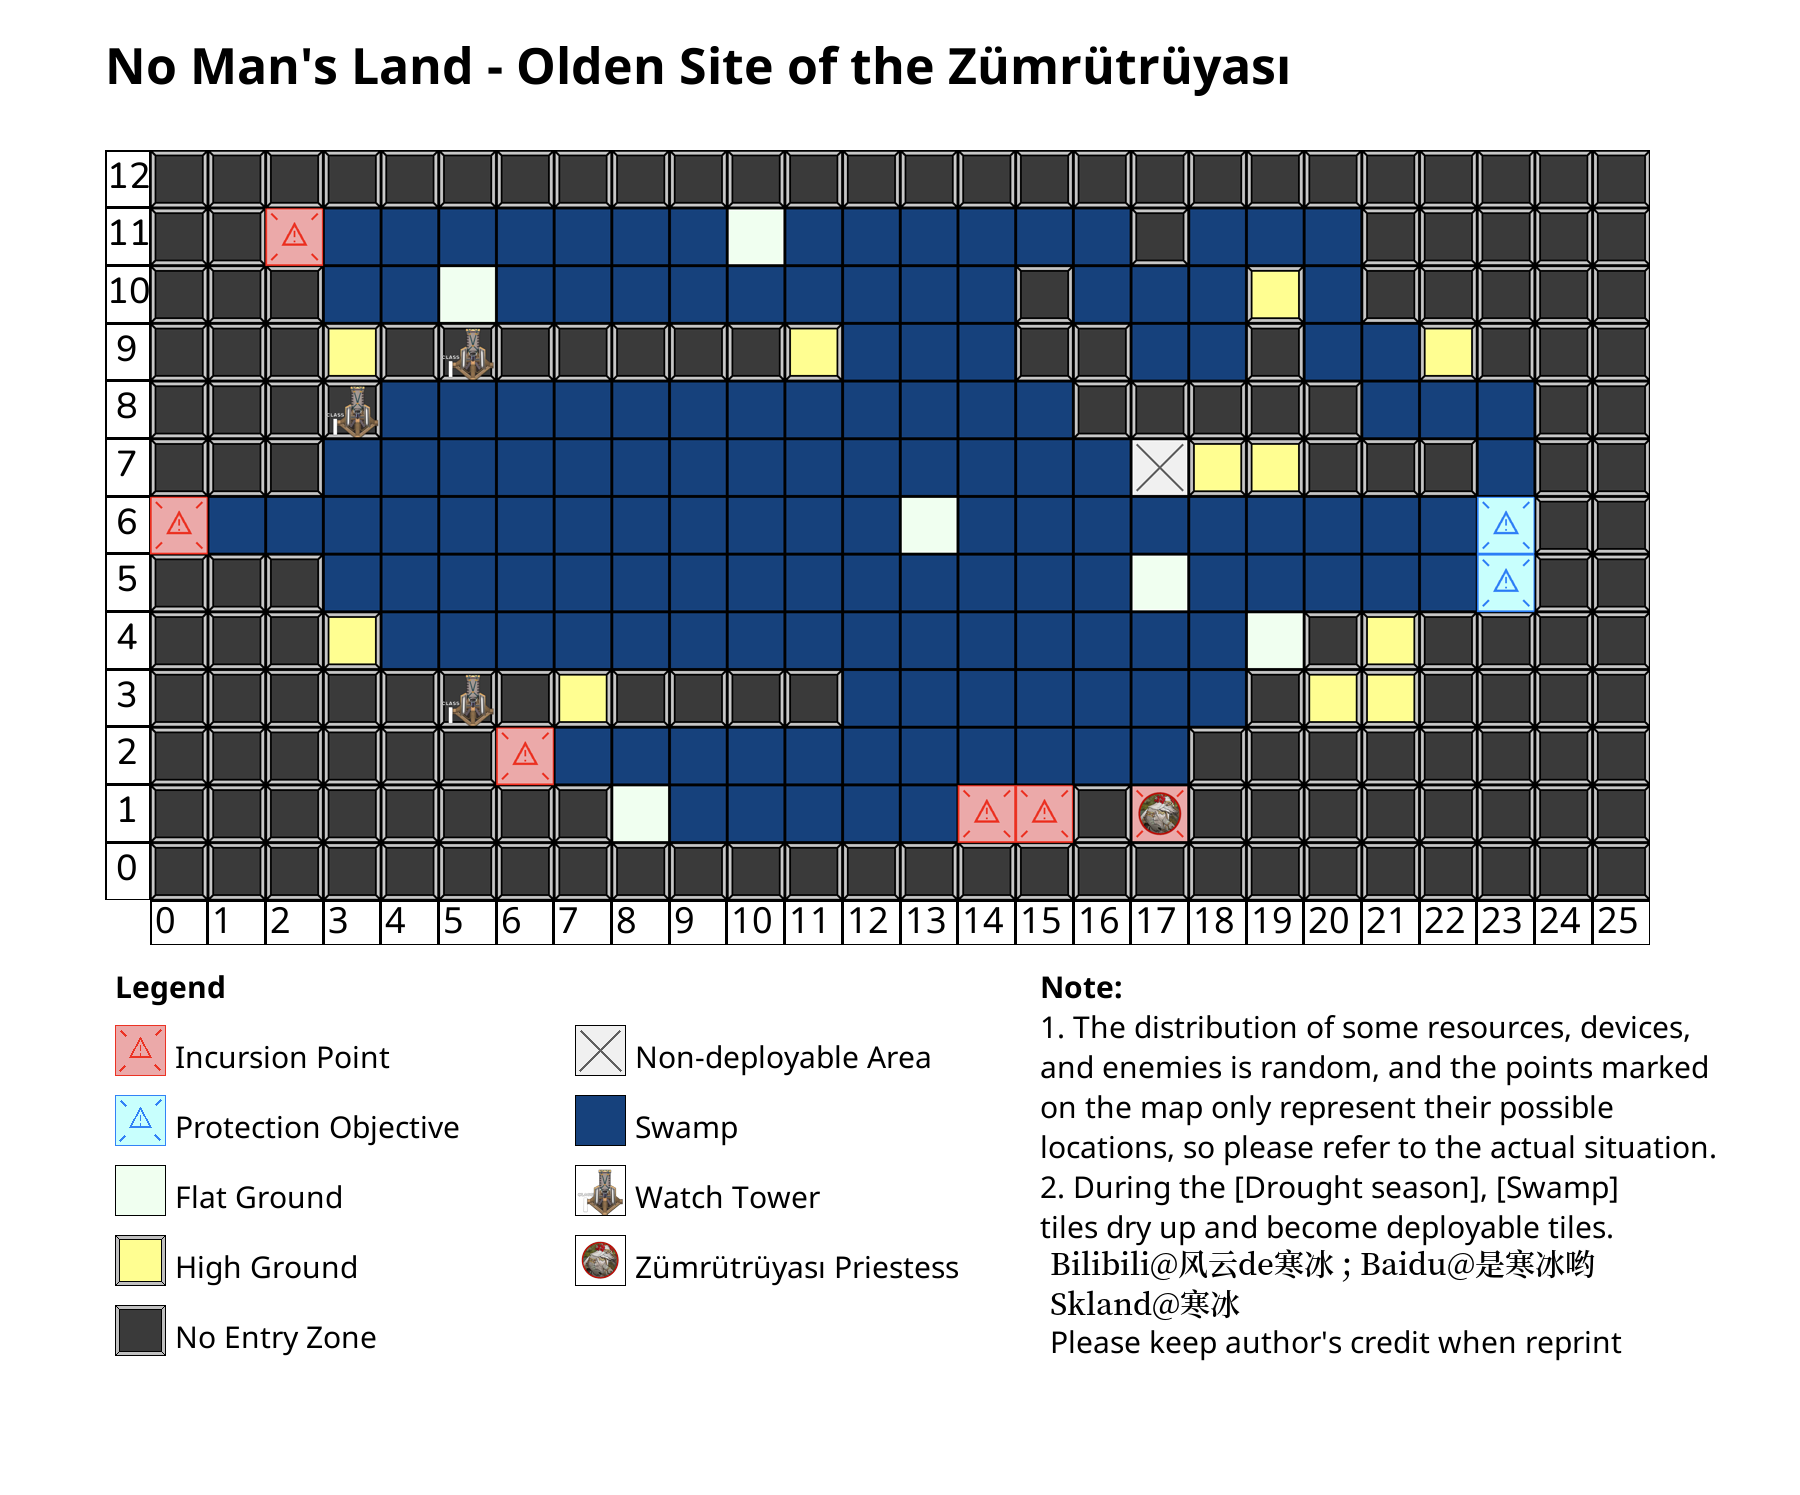 No Man's Land - Olden Site of the Zümrütrüyası
12
11
10
9
CLASS
8
CLASS
7
6
5
4
3
CLASS
2
1
0
0 1 2 3 4 5 6 7 8 9 10 11 12 13 14 15 16 17 18 19 20 21 22 23 24 25
Legend
Incursion Point
Protection Objective
Flat Ground
High Ground
No Entry Zone
Non-deployable Area
Swamp
Watch Tower
Zümrütrüyası Priestess
Note:
1. The distribution of some resources, devices,
and enemies is random, and the points marked
on the map only represent their possible
locations, so please refer to the actual situation.
2. During the [Drought season], [Swamp]
tiles dry up and become deployable tiles.
Bilibili@风云de寒冰 ; Baidu@是寒冰哟
Skland@寒冰
Please keep author's credit when reprint